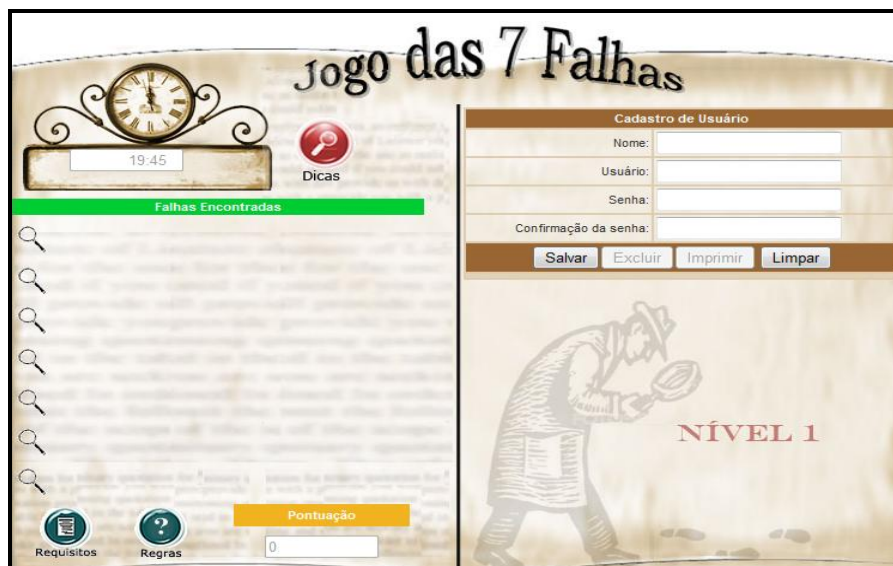 Jogo das 7 Falhas
19:45
Dicas
Falhas Encontradas
Requisitos
Regras
Pontuação
0
Cadastro de Usuário
Nome:
Usuário:
Senha:
Confirmação da senha:
Salvar Excluir Imprimir Limpar
NÍVEL 1